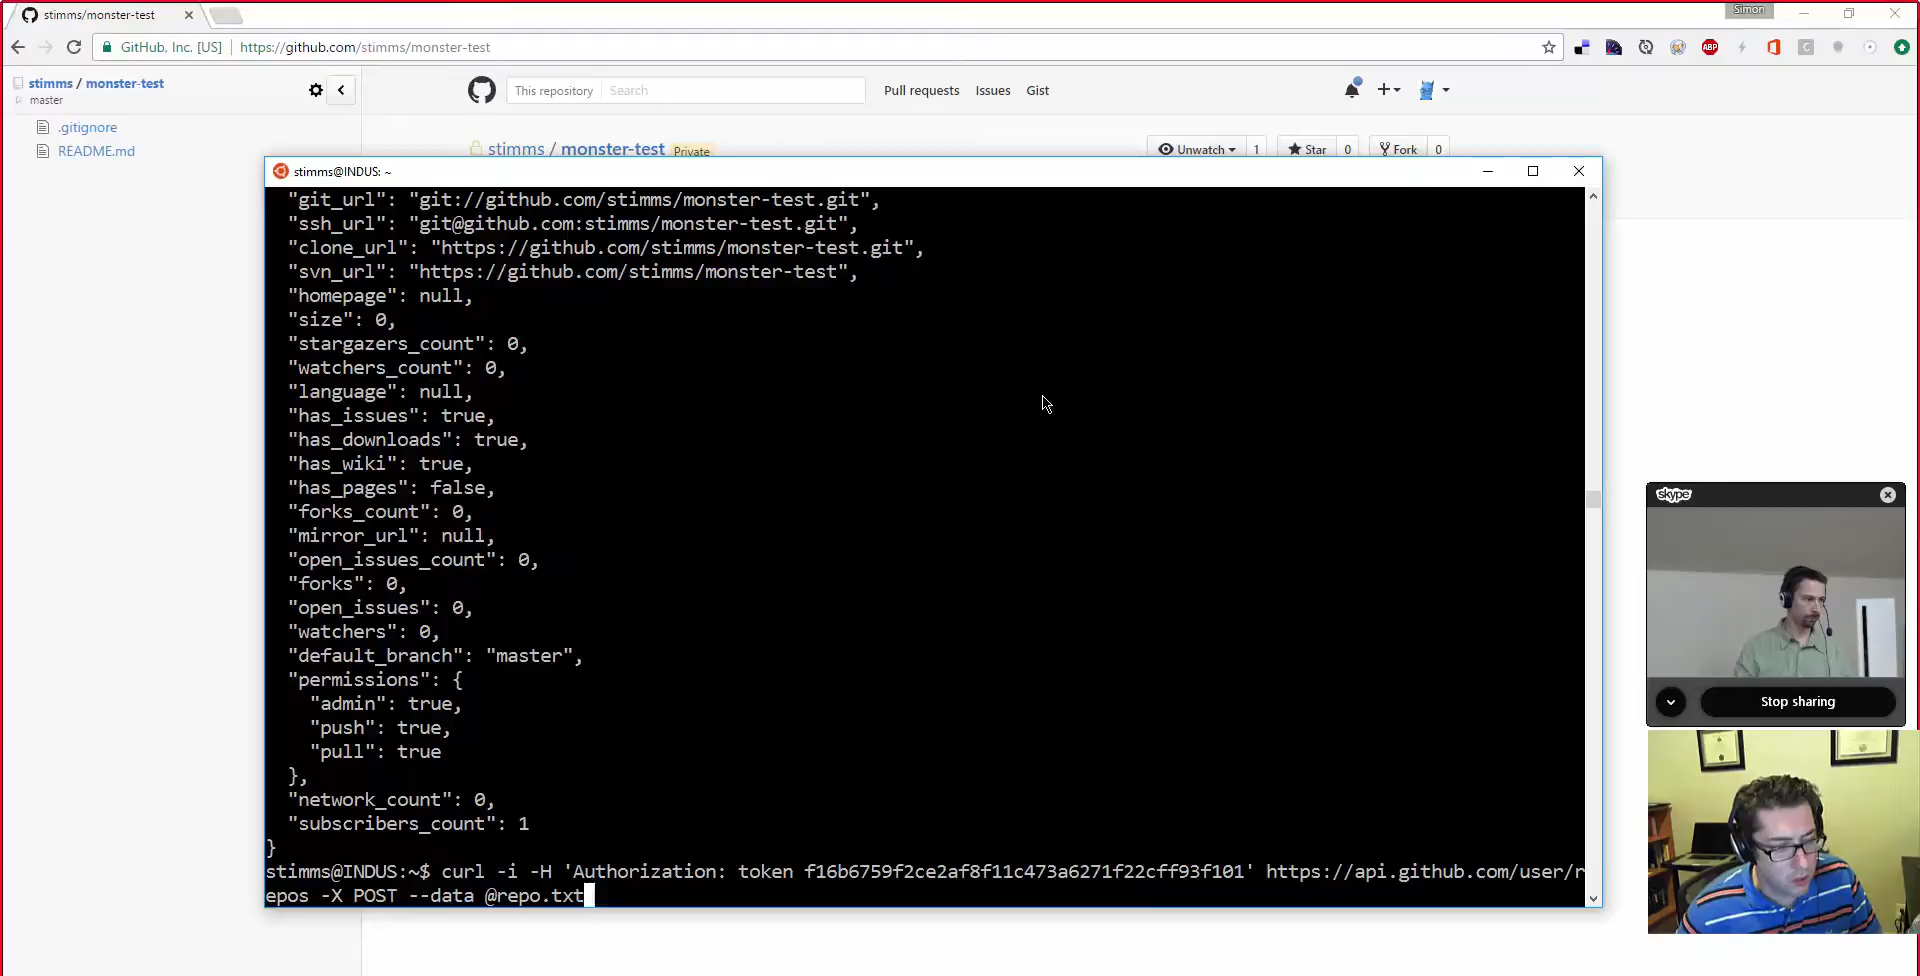 stimms/monster-test
Simon
GitHub, Inc. [US]
https://github.com/stimms/monster-test
ABP
stimms / monster-test
master
.gitignore
README.md
This repository
Search
Pull requests
Issues
Gist
stimms / monster-test Private
Unwatch 1
Star 0
Fork 0
stimms@INDUS: ~
"git_url": "git://github.com/stimms/monster-test.git",
"ssh_url": "git@github.com:stimms/monster-test.git",
"clone_url": "https://github.com/stimms/monster-test.git",
"svn_url": "https://github.com/stimms/monster-test",
"homepage": null,
"size": 0,
"stargazers_count": 0,
"watchers_count": 0,
"language": null,
"has_issues": true,
"has_downloads": true,
"has_wiki": true,
"has_pages": false,
"forks_count": 0,
"mirror_url": null,
"open_issues_count": 0,
"forks": 0,
"open_issues": 0,
"watchers": 0,
"default_branch": "master",
"permissions": {
"admin": true,
"push": true,
"pull": true
},
"network_count": 0,
"subscribers_count": 1
}
stimms@INDUS:~$ curl -i -H 'Authorization: token f16b6759f2ce2af8f11c473a6271f22cff93f101' https://api.github.com/user/r
epos -X POST --data @repo.txt
skype
Stop sharing